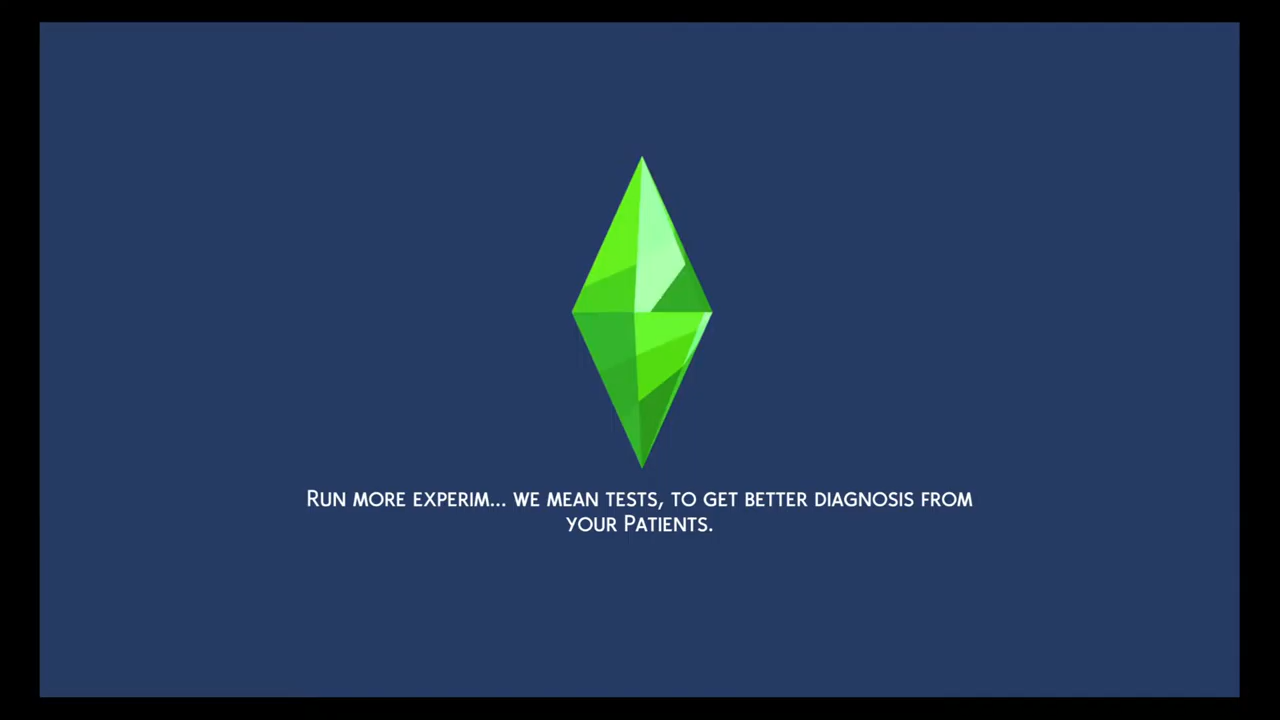 Run more experim... we mean tests, to get better diagnosis from
your Patients.